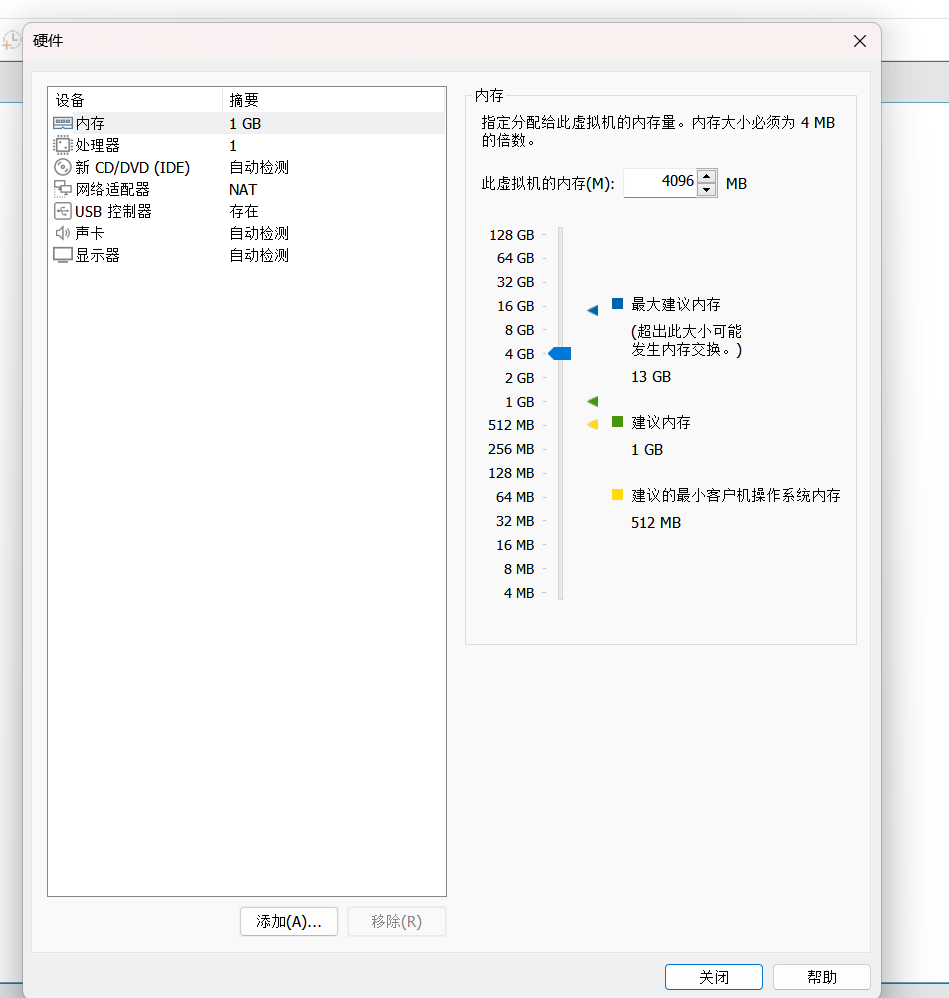 硬件
设备 摘要
内存 1 GB
处理器 1
新 CD/DVD (IDE) 自动检测
网络适配器 NAT
USB 控制器 存在
声卡 自动检测
显示器 自动检测
添加(A)... 移除(R)
内存
指定分配给此虚拟机的内存量。内存大小必须为 4 MB
的倍数。
此虚拟机的内存(M): 4096 MB
128 GB
64 GB
32 GB
16 GB
8 GB
4 GB
2 GB
1 GB
512 MB
256 MB
128 MB
64 MB
32 MB
16 MB
8 MB
4 MB
最大建议内存
(超出此大小可能
发生内存交换。)
13 GB
建议内存
1 GB
建议的最小客户机操作系统内存
512 MB
关闭 帮助